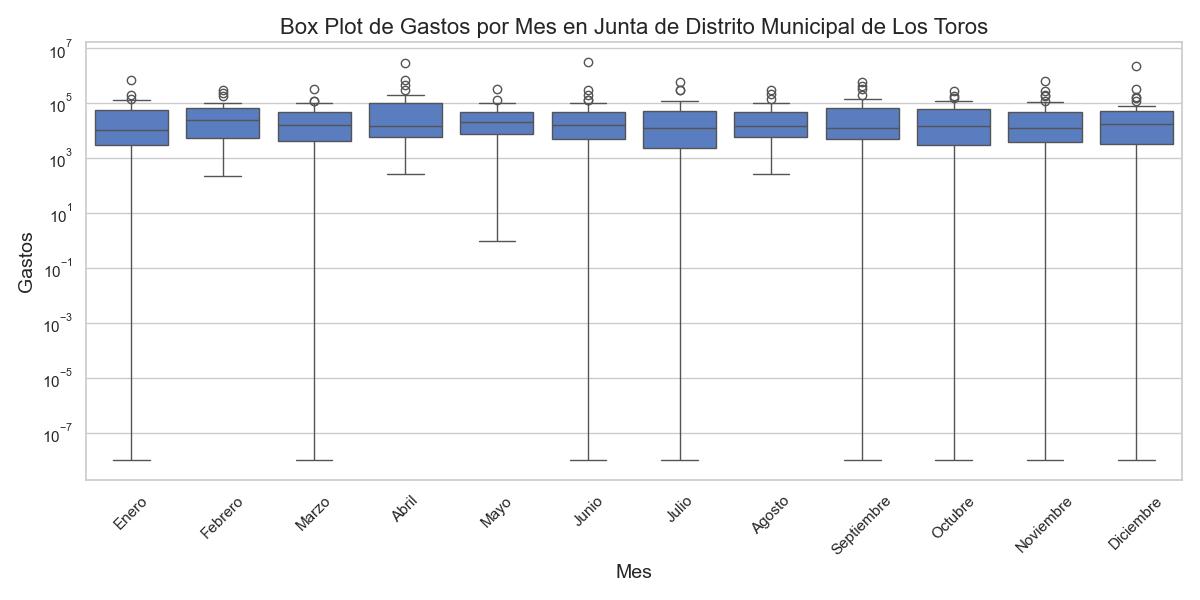 Box Plot de Gastos por Mes en Junta de Distrito Municipal de Los Toros
Gastos
10^7
10^5
10^3
10^1
10^−1
10^−3
10^−5
10^−7
Enero
Febrero
Marzo
Abril
Mayo
Junio
Julio
Agosto
Septiembre
Octubre
Noviembre
Diciembre
Mes